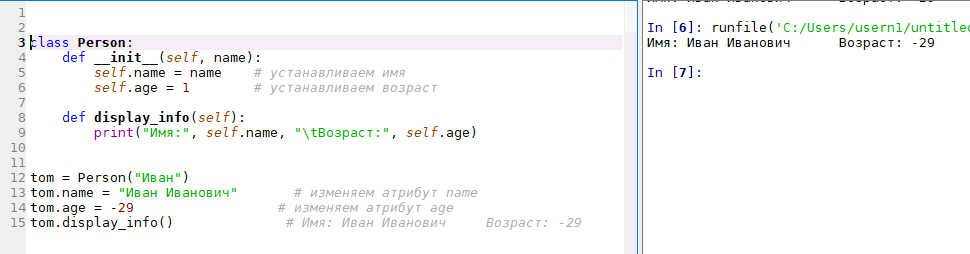 1
2
3 class Person:
4 def __init__(self, name):
5 self.name = name # устанавливаем имя
6 self.age = 1 # устанавливаем возраст
7
8 def display_info(self):
9 print("Имя:", self.name, "\tВозраст:", self.age)
10
11
12 tom = Person("Иван")
13 tom.name = "Иван Иванович" # изменяем атрибут name
14 tom.age = -29 # изменяем атрибут age
15 tom.display_info() # Имя: Иван Иванович Возраст: -29
In [6]: runfile('C:/Users/usern1/untitled
Имя: Иван Иванович Возраст: -29
In [7]: